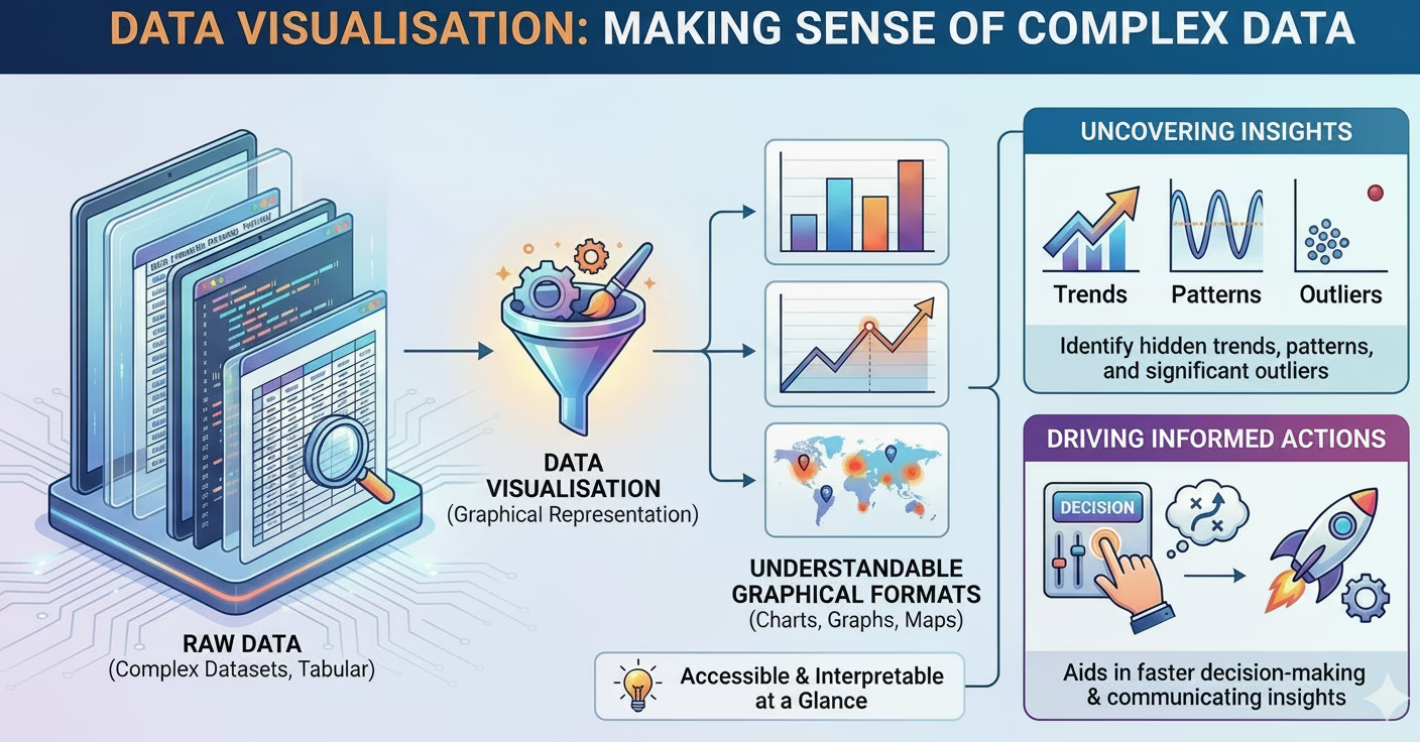 DATA VISUALISATION: MAKING SENSE OF COMPLEX DATA
RAW DATA
(Complex Datasets, Tabular)
DATA
VISUALISATION
(Graphical Representation)
UNDERSTANDABLE
GRAPHICAL FORMATS
(Charts, Graphs, Maps)
Accessible & Interpretable
at a Glance
UNCOVERING INSIGHTS
Trends Patterns Outliers
Identify hidden trends, patterns,
and significant outliers
DRIVING INFORMED ACTIONS
DECISION
Aids in faster decision-making
& communicating insights